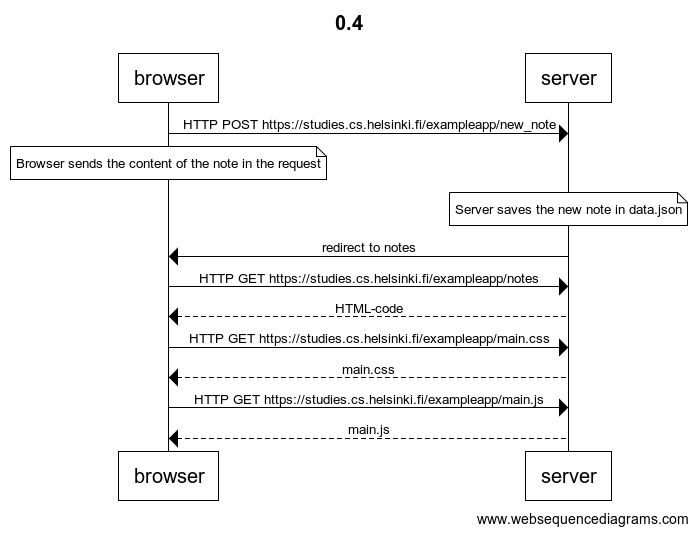 0.4
browser
server
HTTP POST https://studies.cs.helsinki.fi/exampleapp/new_note
Browser sends the content of the note in the request
Server saves the new note in data.json
redirect to notes
HTTP GET https://studies.cs.helsinki.fi/exampleapp/notes
HTML-code
HTTP GET https://studies.cs.helsinki.fi/exampleapp/main.css
main.css
HTTP GET https://studies.cs.helsinki.fi/exampleapp/main.js
main.js
browser
server
www.websequencediagrams.com